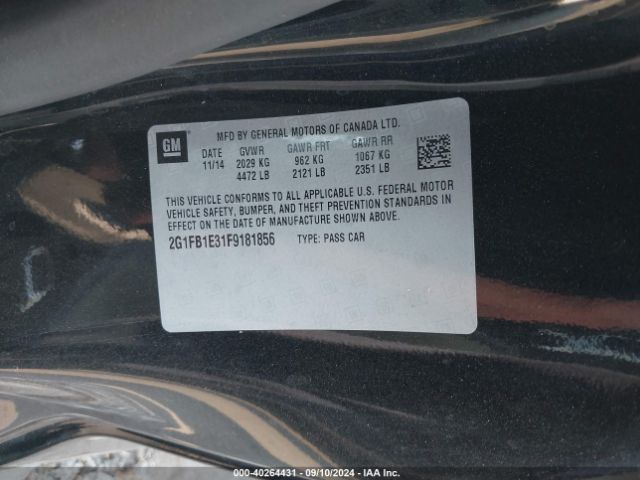 GM
MFD BY GENERAL MOTORS OF CANADA LTD.
DATE GVWR GAWR FRT GAWR RR
11/14 2029 KG 962 KG 1067 KG
4472 LB 2121 LB 2351 LB
THIS VEHICLE CONFORMS TO ALL APPLICABLE U.S. FEDERAL MOTOR
VEHICLE SAFETY, BUMPER, AND THEFT PREVENTION STANDARDS IN
EFFECT ON THE DATE OF MANUFACTURE SHOWN ABOVE.
2G1FB1E31F9181856 TYPE: PASS CAR
000-40264431 - 09/10/2024 - IAA Inc.